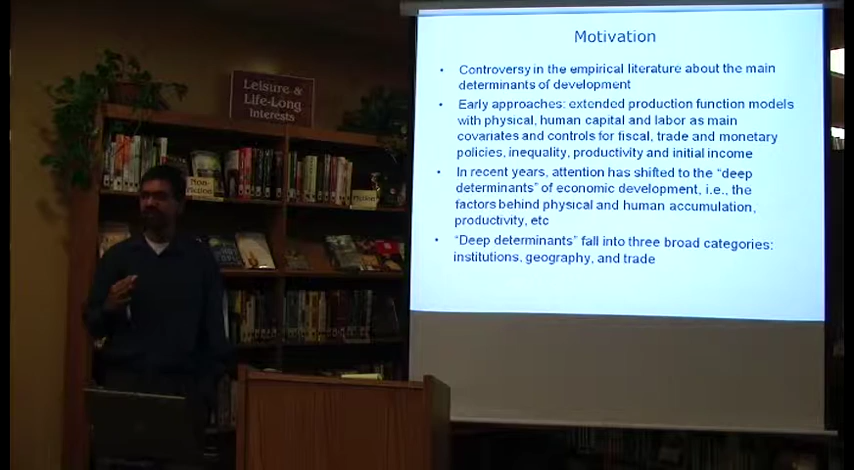 Motivation
• Controversy in the empirical literature about the main
determinants of development
• Early approaches: extended production function models
with physical, human capital and labor as main
covariates and controls for fiscal, trade and monetary
policies, inequality, productivity and initial income
• In recent years, attention has shifted to the “deep
determinants” of economic development, i.e., the
factors behind physical and human accumulation,
productivity, etc
• “Deep determinants” fall into three broad categories:
institutions, geography, and trade
Leisure &
Life-Long
Interests
Non-
Fiction
Fiction